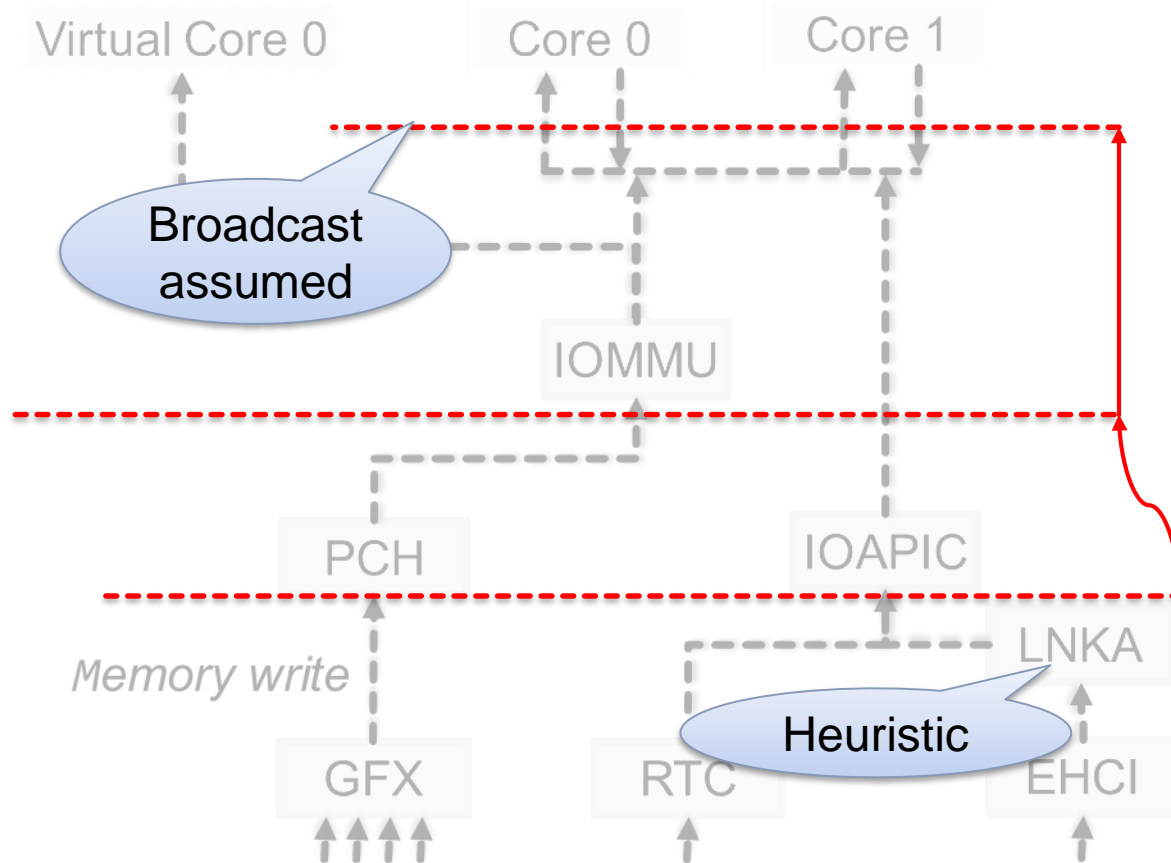 Virtual Core 0
Core 0
Core 1
Broadcast
assumed
IOMMU
PCH
IOAPIC
LNKA
Memory write
Heuristic
GFX
RTC
EHCI